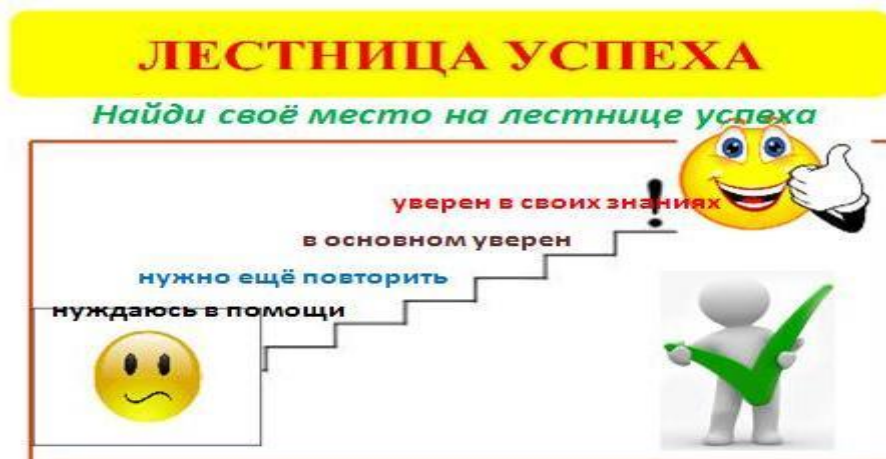 ЛЕСТНИЦА УСПЕХА
Найди своё место на лестнице успеха
уверен в своих знаниях
!
в основном уверен
нужно ещё повторить
нуждаюсь в помощи